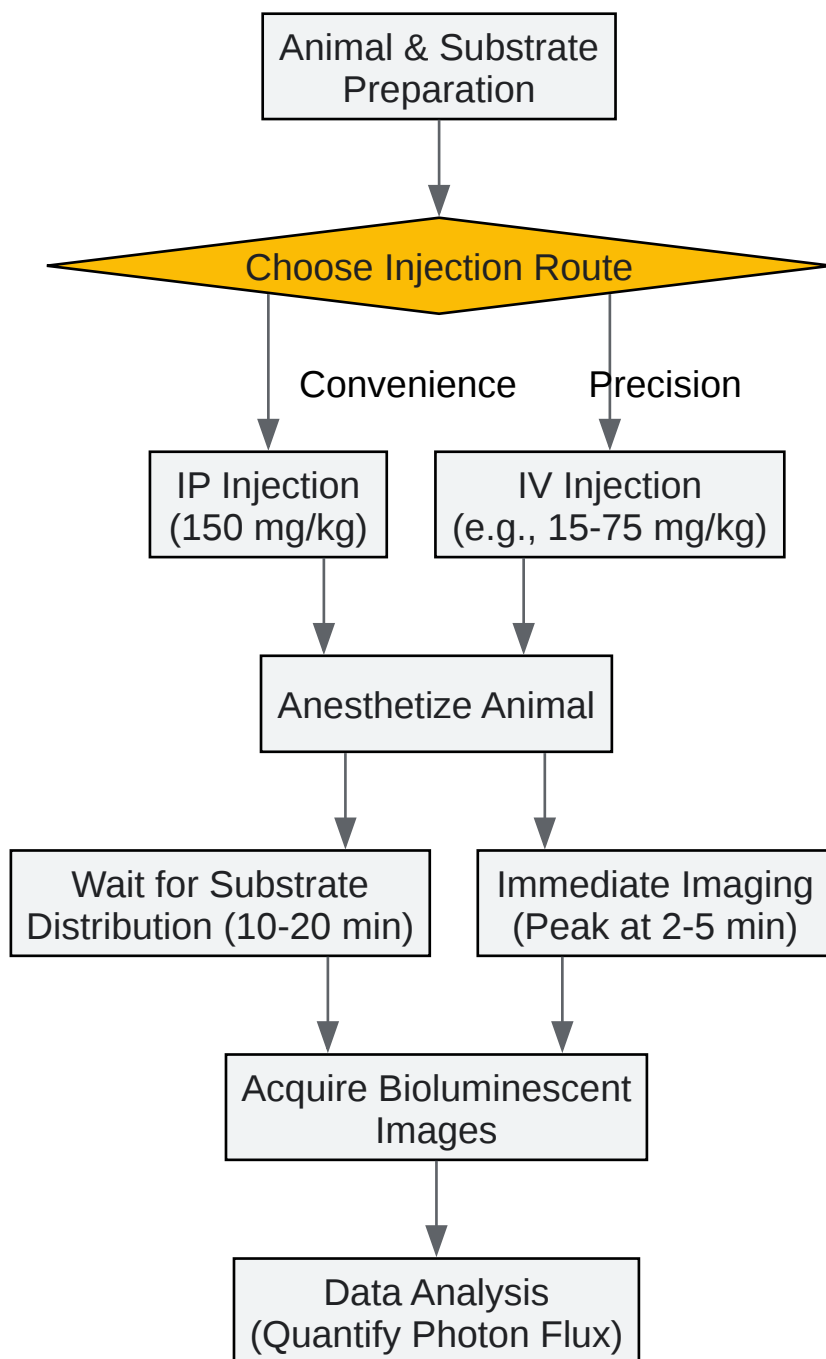 Animal & Substrate
Preparation
Choose Injection Route
Convenience
Precision
IP Injection
(150 mg/kg)
IV Injection
(e.g., 15-75 mg/kg)
Anesthetize Animal
Wait for Substrate
Distribution (10-20 min)
Immediate Imaging
(Peak at 2-5 min)
Acquire Bioluminescent
Images
Data Analysis
(Quantify Photon Flux)